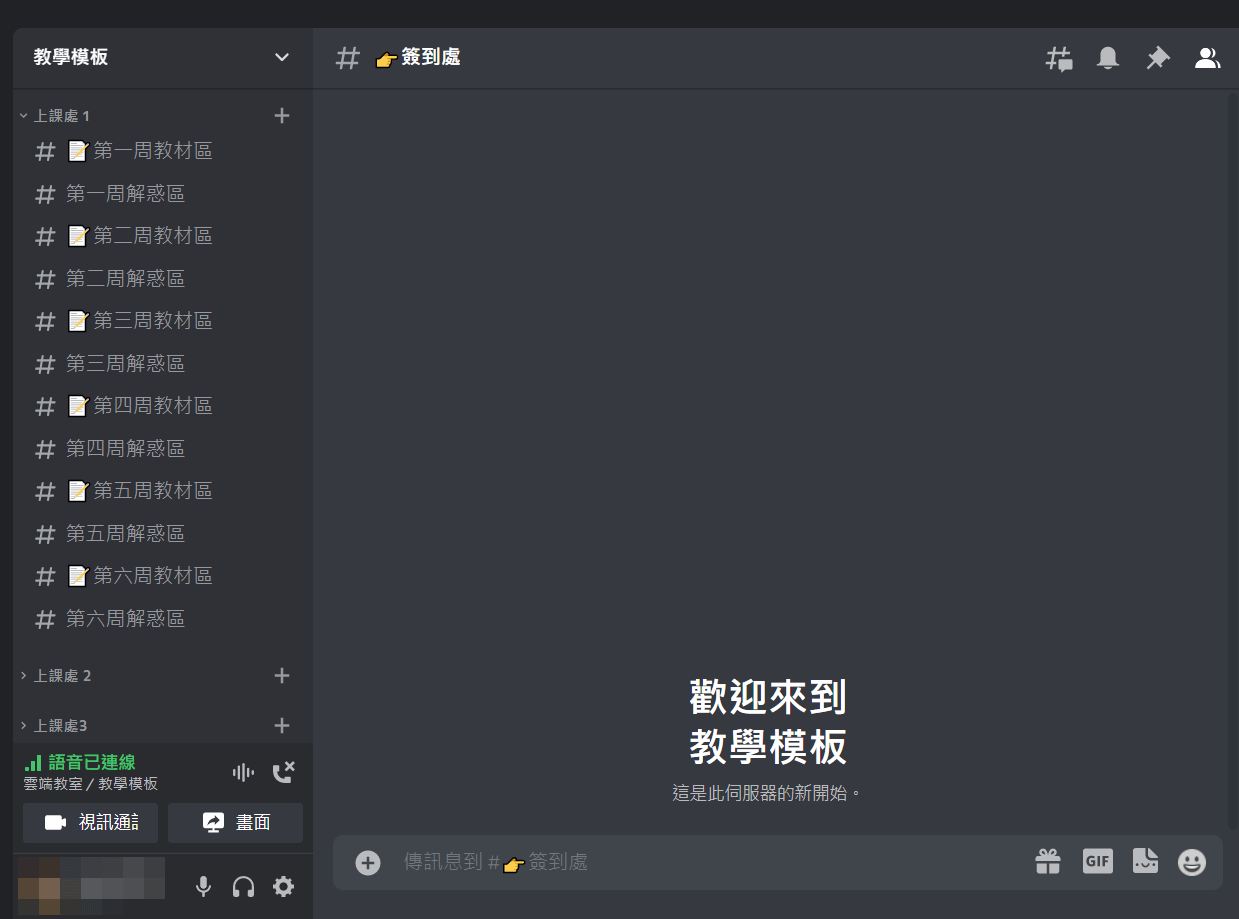 教學模板
# 👉簽到處
上課處 1
# 📝第一周教材區
# 第一周解惑區
# 📝第二周教材區
# 第二周解惑區
# 📝第三周教材區
# 第三周解惑區
# 📝第四周教材區
# 第四周解惑區
# 📝第五周教材區
# 第五周解惑區
# 📝第六周教材區
# 第六周解惑區
上課處 2
上課處3
語音已連線
雲端教室 / 教學模板
視訊通話
畫面
歡迎來到
教學模板
這是此伺服器的新開始。
傳訊息到 #👉簽到處
GIF